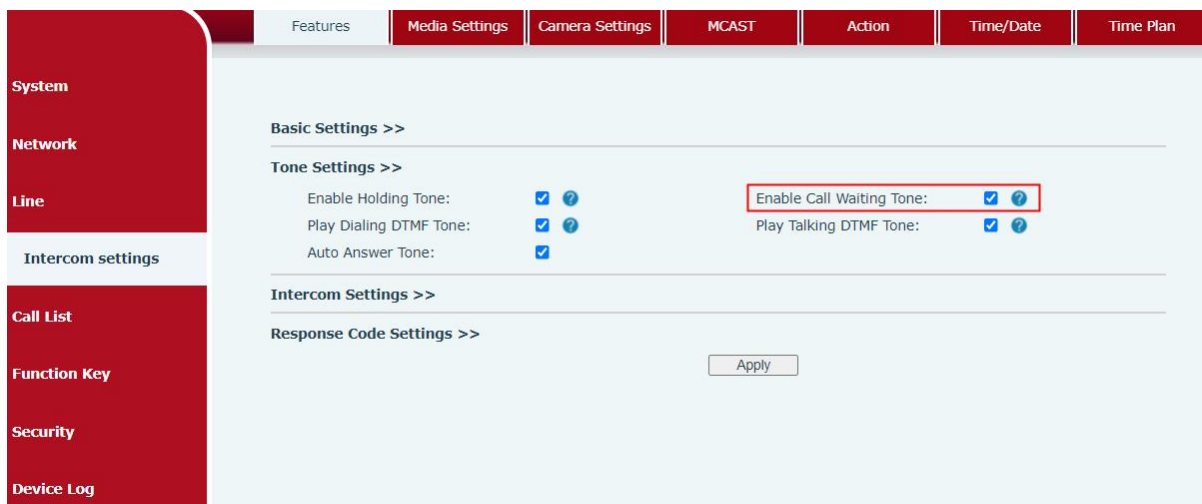 Features Media Settings Camera Settings MCAST Action Time/Date Time Plan
System
Network
Line
Intercom settings
Call List
Function Key
Security
Device Log
Basic Settings >>
Tone Settings >>
Enable Holding Tone: Enable Call Waiting Tone:
Play Dialing DTMF Tone: Play Talking DTMF Tone:
Auto Answer Tone:
Intercom Settings >>
Response Code Settings >>
Apply